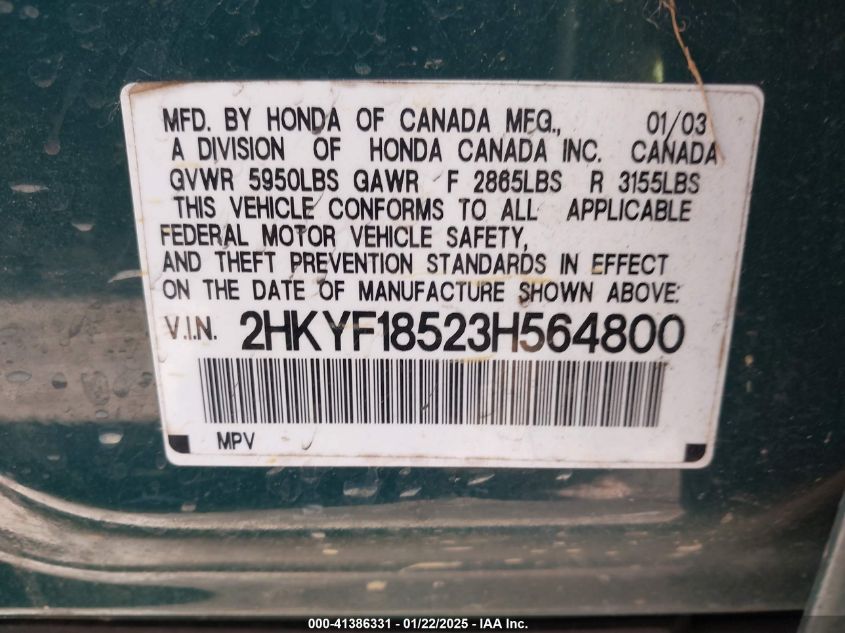 MFD. BY HONDA OF CANADA MFG., 01/03
A DIVISION OF HONDA CANADA INC. CANADA
GVWR 5950LBS GAWR F 2865LBS R 3155LBS
THIS VEHICLE CONFORMS TO ALL APPLICABLE
FEDERAL MOTOR VEHICLE SAFETY,
AND THEFT PREVENTION STANDARDS IN EFFECT
ON THE DATE OF MANUFACTURE SHOWN ABOVE:
V.I.N. 2HKYF18523H564800
MPV
000-41386331 - 01/22/2025 - IAA Inc.